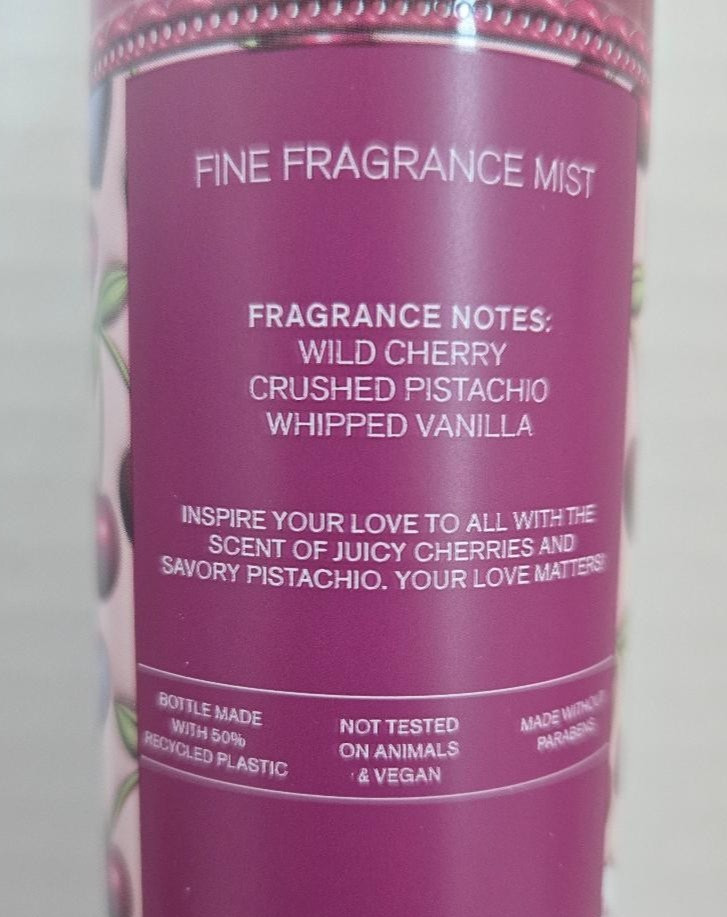 FINE FRAGRANCE MIST
FRAGRANCE NOTES:
WILD CHERRY
CRUSHED PISTACHIO
WHIPPED VANILLA
INSPIRE YOUR LOVE TO ALL WITH THE
SCENT OF JUICY CHERRIES AND
SAVORY PISTACHIO. YOUR LOVE MATTERS!
BOTTLE MADE
WITH 50%
RECYCLED PLASTIC
NOT TESTED
ON ANIMALS
& VEGAN
MADE WITHOUT
PARABENS